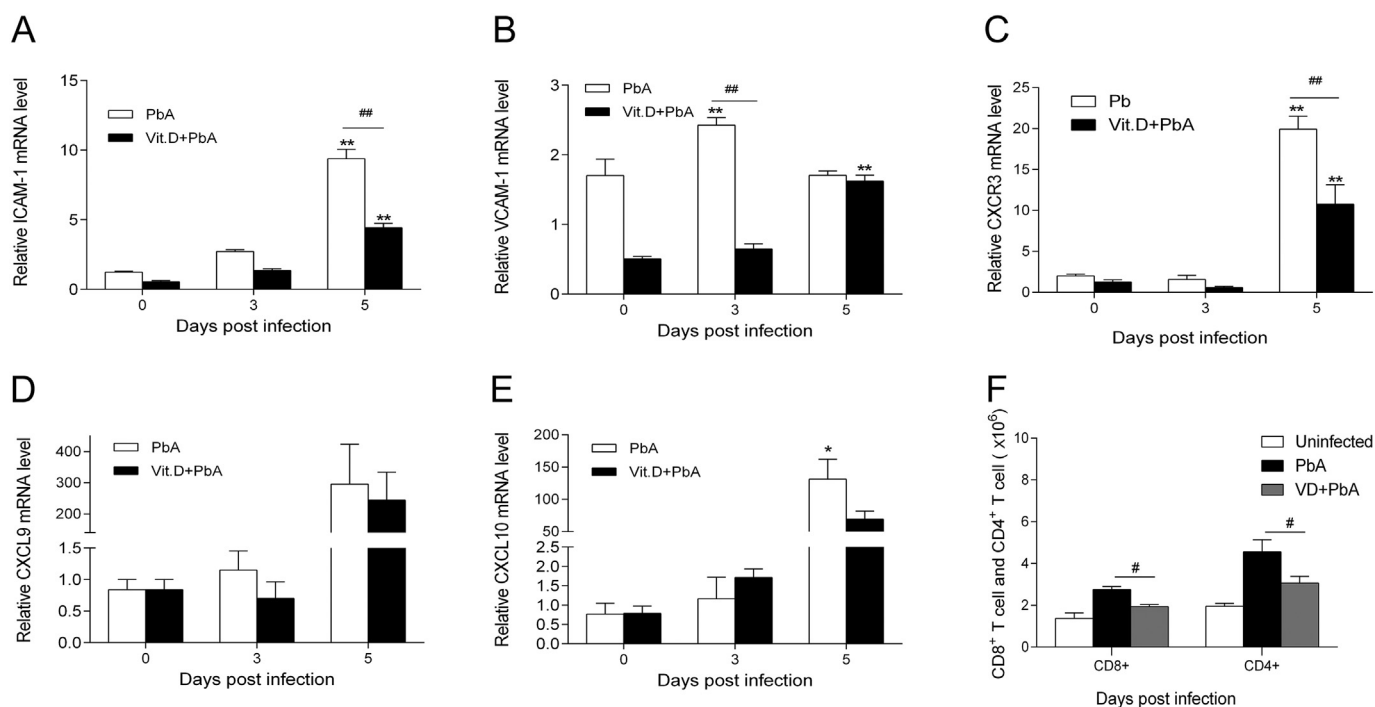 A
Relative ICAM-1 mRNA level
15
10
5
0
PbA
Vit.D+PbA
##
**
**
0 3 5
Days post infection
B
Relative VCAM-1 mRNA level
3
2
1
0
PbA
Vit.D+PbA
##
**
**
0 3 5
Days post infection
C
Relative CXCR3 mRNA level
25
20
15
10
5
0
Pb
Vit.D+PbA
##
**
**
0 3 5
Days post infection
D
Relative CXCL9 mRNA level
400
300
200
1.5
1.0
0.5
0.0
PbA
Vit.D+PbA
0 3 5
Days post infection
E
Relative CXCL10 mRNA level
200
150
100
50
2.5
2.0
1.5
1.0
0.5
0.0
PbA
Vit.D+PbA
*
0 3 5
Days post infection
F
CD8+ T cell and CD4+ T cell ( x10⁶)
10
8
6
4
2
0
Uninfected
PbA
VD+PbA
#
#
CD8+ CD4+
Days post infection